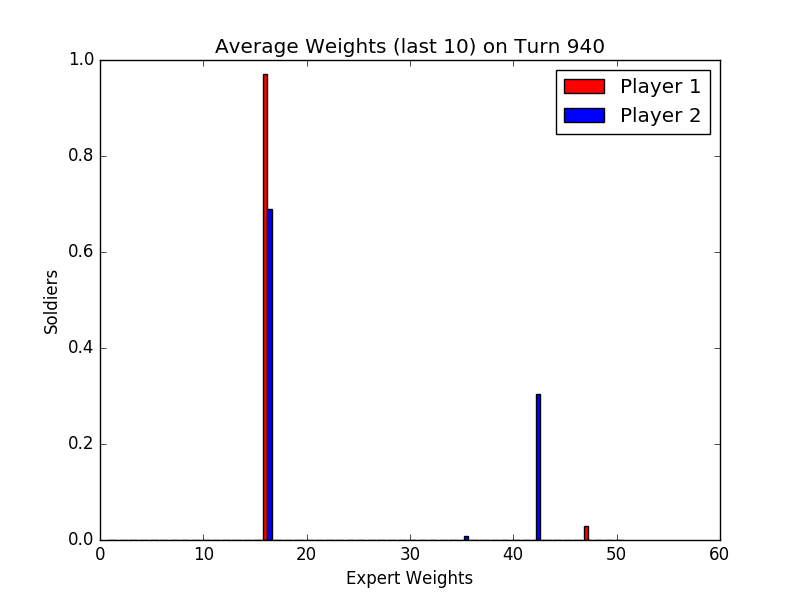 Average Weights (last 10) on Turn 940
1.0
0.8
0.6
0.4
0.2
0.0
Soldiers
Player 1
Player 2
0 10 20 30 40 50 60
Expert Weights